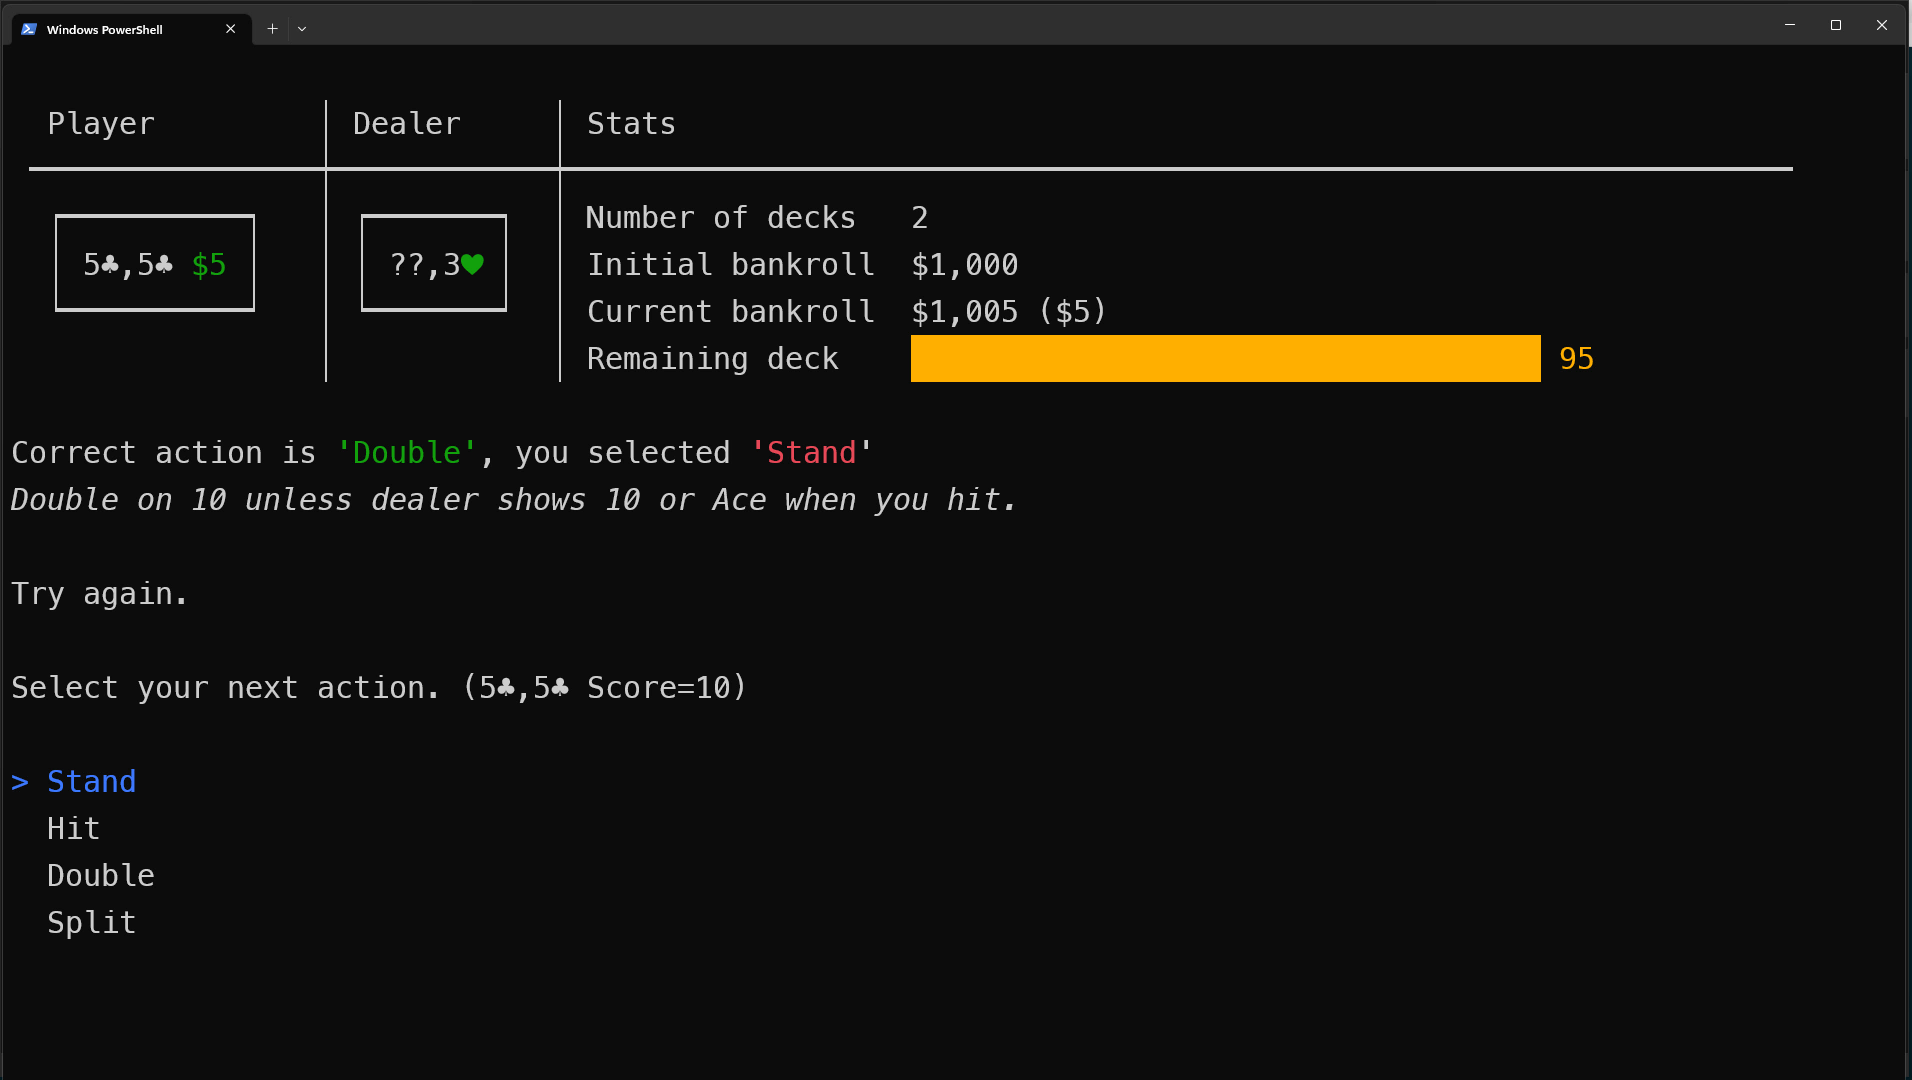 Windows PowerShell
Player Dealer Stats
5♣,5♣ $5
??,3♥
Number of decks 2
Initial bankroll $1,000
Current bankroll $1,005 ($5)
Remaining deck 95
Correct action is 'Double', you selected 'Stand'
Double on 10 unless dealer shows 10 or Ace when you hit.
Try again.
Select your next action. (5♣,5♣ Score=10)
> Stand
Hit
Double
Split